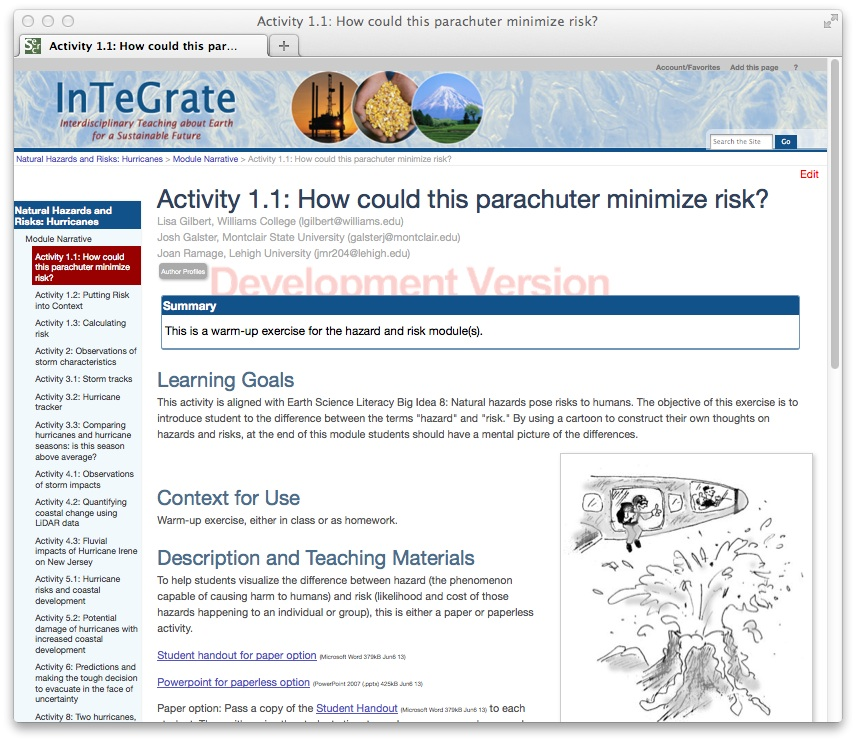 Activity 1.1: How could this parachuter minimize risk?
Activity 1.1: How could this par...
Account/Favorites Add this page ?
InTeGrate
Interdisciplinary Teaching about Earth
for a Sustainable Future
Search the Site Go
Natural Hazards and Risks: Hurricanes > Module Narrative > Activity 1.1: How could this parachuter minimize risk?
Edit
Natural Hazards and
Risks: Hurricanes
Module Narrative
Activity 1.1: How could
this parachuter minimize
risk?
Activity 1.2: Putting Risk
into Context
Activity 1.3: Calculating
risk
Activity 2: Observations of
storm characteristics
Activity 3.1: Storm tracks
Activity 3.2: Hurricane
tracker
Activity 3.3: Comparing
hurricanes and hurricane
seasons: is this season
above average?
Activity 4.1: Observations
of storm impacts
Activity 4.2: Quantifying
coastal change using
LiDAR data
Activity 4.3: Fluvial
impacts of Hurricane Irene
on New Jersey
Activity 5.1: Hurricane
risks and coastal
development
Activity 5.2: Potential
damage of hurricanes with
increased coastal
development
Activity 6: Predictions and
making the tough decision
to evacuate in the face of
uncertainty
Activity 8: Two hurricanes,
Activity 1.1: How could this parachuter minimize risk?
Lisa Gilbert, Williams College (lgilbert@williams.edu)
Josh Galster, Montclair State University (galsterj@montclair.edu)
Joan Ramage, Lehigh University (jmr204@lehigh.edu)
Author Profiles
Development Version
Summary
This is a warm-up exercise for the hazard and risk module(s).
Learning Goals
This activity is aligned with Earth Science Literacy Big Idea 8: Natural hazards pose risks to humans. The objective of this exercise is to
introduce student to the difference between the terms "hazard" and "risk." By using a cartoon to construct their own thoughts on
hazards and risks, at the end of this module students should have a mental picture of the differences.
Context for Use
Warm-up exercise, either in class or as homework.
Description and Teaching Materials
To help students visualize the difference between hazard (the phenomenon
capable of causing harm to humans) and risk (likelihood and cost of those
hazards happening to an individual or group), this is either a paper or paperless
activity.
Student handout for paper option (Microsoft Word 379kB Jun6 13)
Powerpoint for paperless option (PowerPoint 2007 (.pptx) 425kB Jun6 13)
Paper option: Pass a copy of the Student Handout (Microsoft Word 379kB Jun6 13) to each